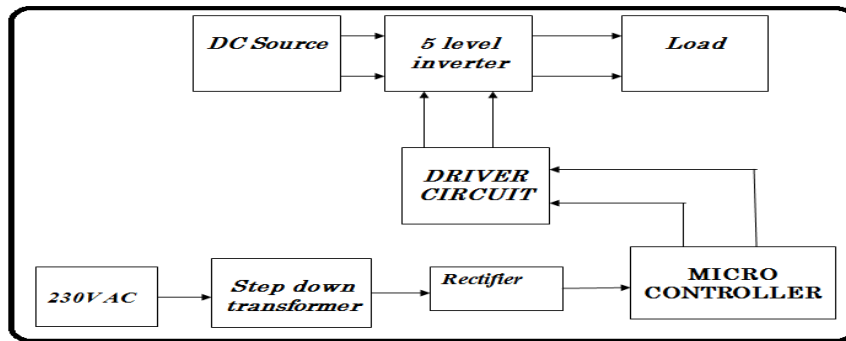 DC Source
5 level
inverter
Load
DRIVER
CIRCUIT
230V AC
Step down
transformer
Rectifier
MICRO
CONTROLLER